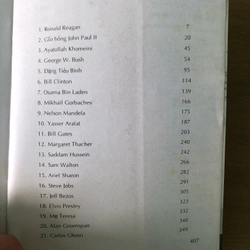 1. Ronald Reagan 7
2. Giáo hoàng John Paul II 20
3. Ayatollah Khomeini 45
4. George W. Bush 54
5. Đặng Tiểu Bình 95
6. Bill Clinton 114
7. Osama Bin Laden 139
8. Mikhail Gorbachev 166
9. Nelson Mandela 175
10. Yasser Arafat 187
11. Bill Gates 203
12. Margaret Thacher 230
13. Saddam Hussein 242
14. Sam Walton 266
15. Ariel Sharon 282
16. Steve Jobs 291
17. Jeff Bezos 305
18. Elvis Presley
19. Mẹ Teresa
20. Alan Greenspan
21. Carlos Ghosn
407